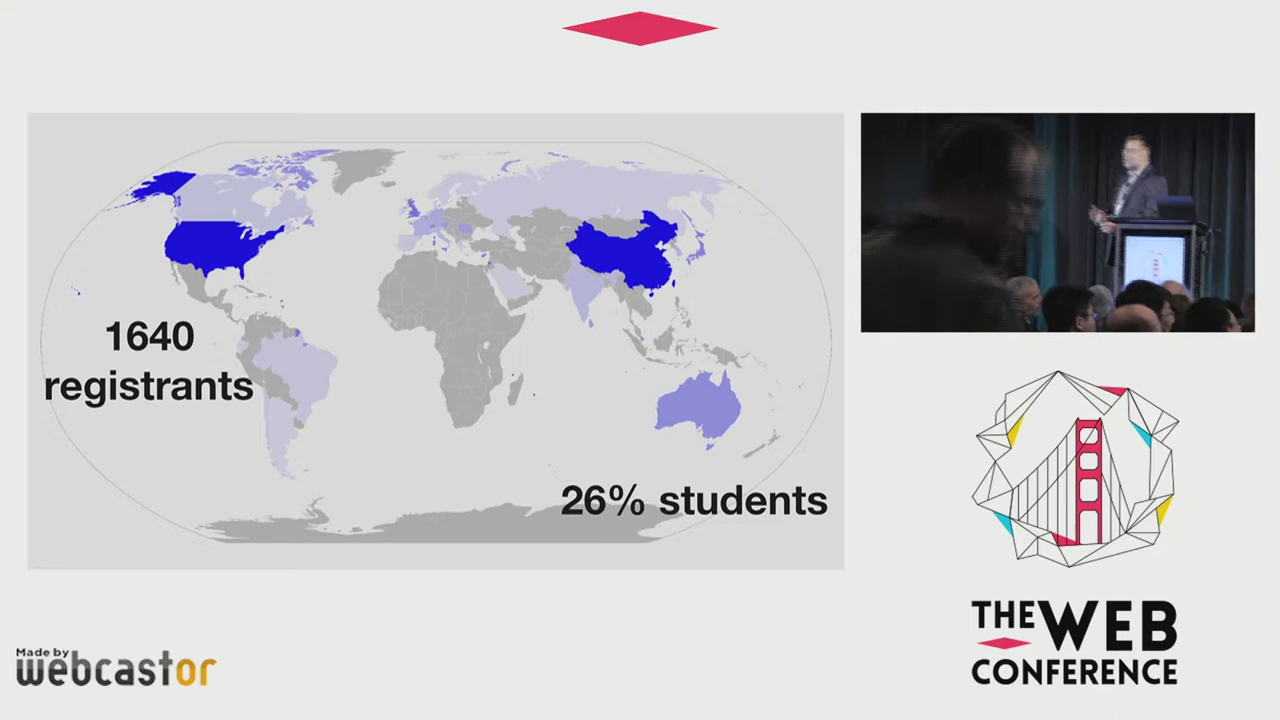 1640
registrants
26% students
THE WEB
CONFERENCE
Made by
webcastor